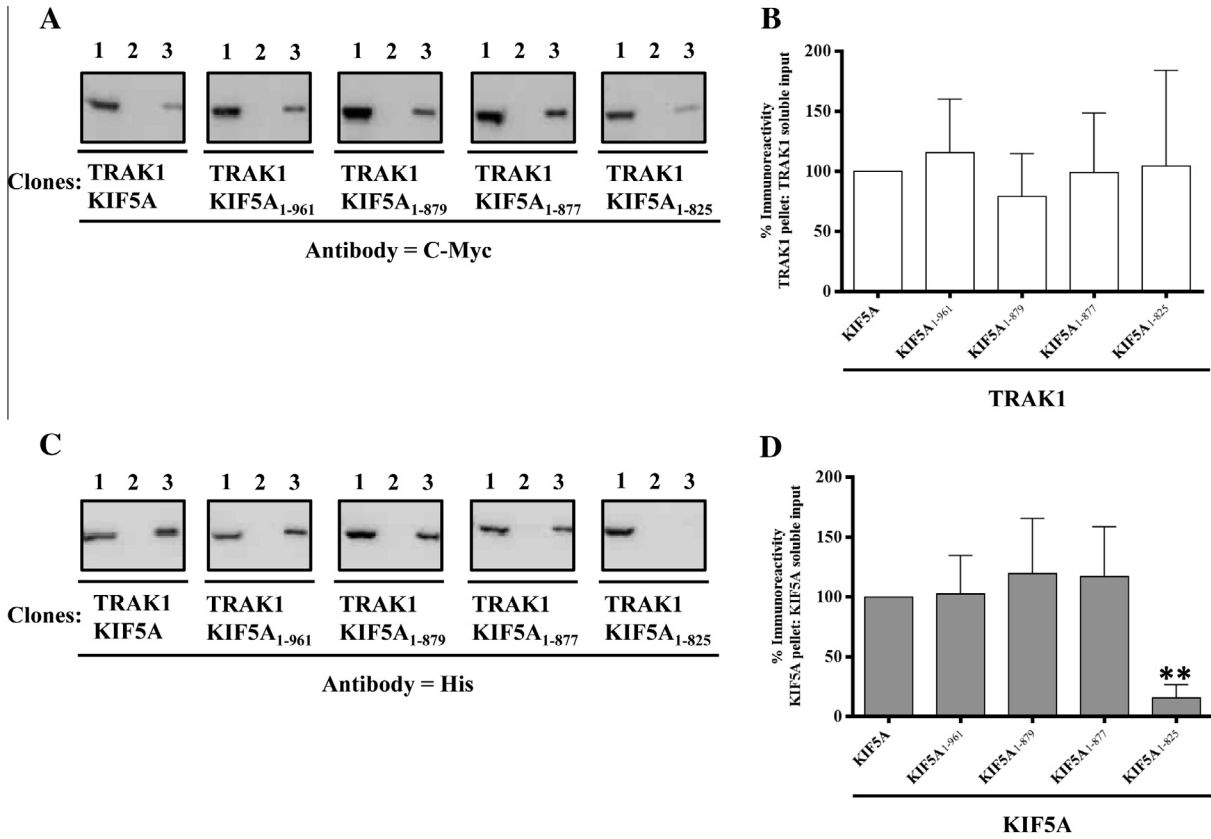 A
1 2 3 1 2 3 1 2 3 1 2 3 1 2 3
Clones: TRAK1 TRAK1 TRAK1 TRAK1 TRAK1
KIF5A KIF5A1-961 KIF5A1-879 KIF5A1-877 KIF5A1-825
Antibody = C-Myc
B
% Immunoreactivity
TRAK1 pellet: TRAK1 soluble input
200
150
100
50
0
KIF5A KIF5A1-961 KIF5A1-879 KIF5A1-877 KIF5A1-825
TRAK1
C
1 2 3 1 2 3 1 2 3 1 2 3 1 2 3
Clones: TRAK1 TRAK1 TRAK1 TRAK1 TRAK1
KIF5A KIF5A1-961 KIF5A1-879 KIF5A1-877 KIF5A1-825
Antibody = His
D
% Immunoreactivity
KIF5A pellet: KIF5A soluble input
200
150
100
50
0
**
KIF5A KIF5A1-961 KIF5A1-879 KIF5A1-877 KIF5A1-825
KIF5A